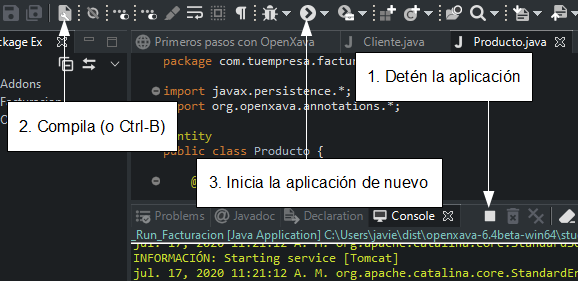 Primeros pasos con OpenXava
Cliente.java
Producto.java
ckage Ex
package com.tuempresa.factur
1. Detén la aplicación
Addons
import javax.persistence.*;
import org.openxava.annotations.*;
2. Compila (o Ctrl-B)
ntity
public class Producto {
3. Inicia la aplicación de nuevo
@
Problems
Javadoc
Declaration
Console
Run_Facturacion [Java Application] C:\Users\javie\dist\openxava-6.4beta-win64\stu
jul. 17, 2020 11:21:12 A. M. org.apache.catalina.core.StandardS
INFORMACIÓN: Starting service [Tomcat]
jul. 17, 2020 11:21:12 A. M. org.apache.catalina.core.StandardEn